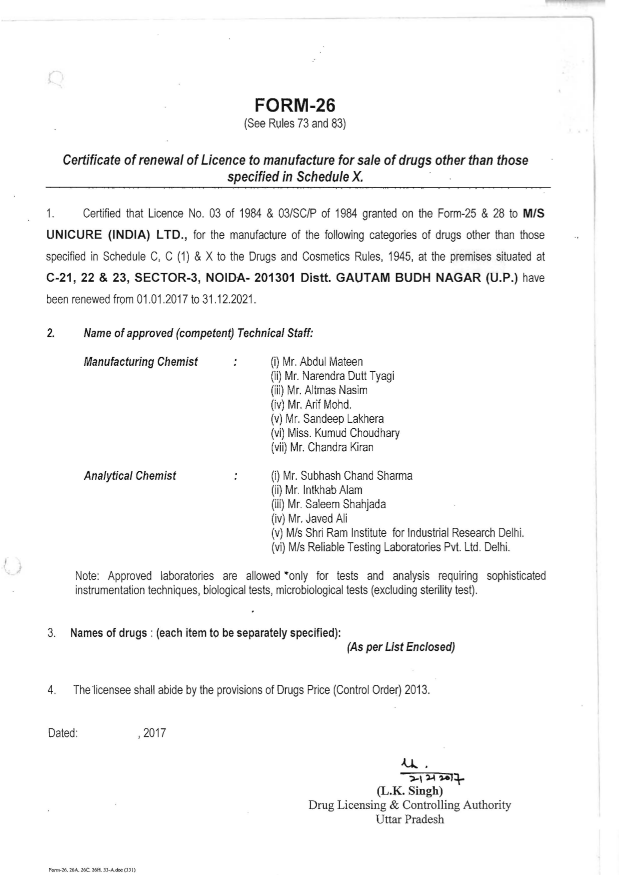 FORM-26
(See Rules 73 and 83)
Certificate of renewal of Licence to manufacture for sale of drugs other than those
specified in Schedule X.
1. Certified that Licence No. 03 of 1984 & 03/SC/P of 1984 granted on the Form-25 & 28 to M/S
UNICURE (INDIA) LTD., for the manufacture of the following categories of drugs other than those
specified in Schedule C, C (1) & X to the Drugs and Cosmetics Rules, 1945, at the premises situated at
C-21, 22 & 23, SECTOR-3, NOIDA- 201301 Distt. GAUTAM BUDH NAGAR (U.P.) have
been renewed from 01.01.2017 to 31.12.2021.
2. Name of approved (competent) Technical Staff:
Manufacturing Chemist : (i) Mr. Abdul Mateen
(ii) Mr. Narendra Dutt Tyagi
(iii) Mr. Altmas Nasim
(iv) Mr. Arif Mohd.
(v) Mr. Sandeep Lakhera
(vi) Miss. Kumud Choudhary
(vii) Mr. Chandra Kiran
Analytical Chemist : (i) Mr. Subhash Chand Sharma
(ii) Mr. Intkhab Alam
(iii) Mr. Saleem Shahjada
(iv) Mr. Javed Ali
(v) M/s Shri Ram Institute for Industrial Research Delhi.
(vi) M/s Reliable Testing Laboratories Pvt. Ltd. Delhi.
Note: Approved laboratories are allowed only for tests and analysis requiring sophisticated
instrumentation techniques, biological tests, microbiological tests (excluding sterility test).
3. Names of drugs : (each item to be separately specified):
(As per List Enclosed)
4. The licensee shall abide by the provisions of Drugs Price (Control Order) 2013.
Dated: , 2017
2/2/2017
(L.K. Singh)
Drug Licensing & Controlling Authority
Uttar Pradesh
Form-26, 26A, 26C, 26H, 33-A.doc (331)